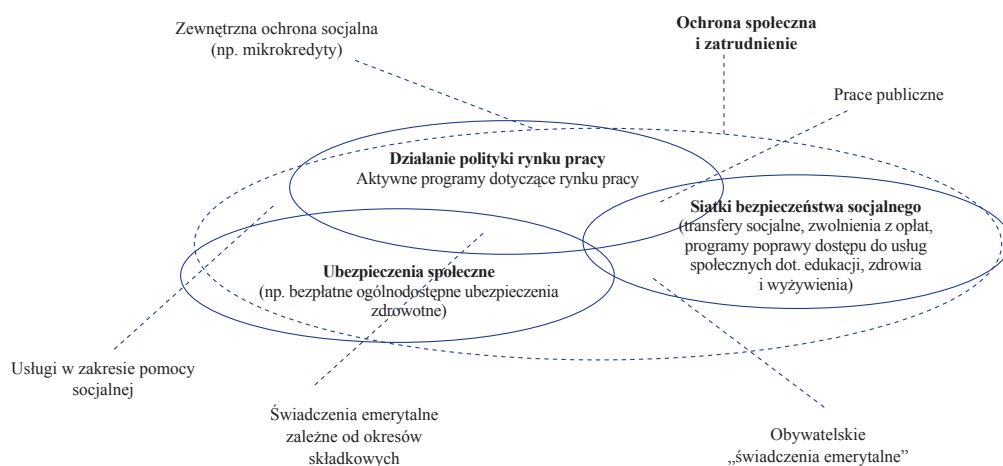 Zewnętrzna ochrona socjalna
(np. mikrokredyty)
Ochrona społeczna
i zatrudnienie
Prace publiczne
Działanie polityki rynku pracy
Aktywne programy dotyczące rynku pracy
Siatki bezpieczeństwa socjalnego
(transfery socjalne, zwolnienia z opłat,
programy poprawy dostępu do usług
społecznych dot. edukacji, zdrowia
i wyżywienia)
Ubezpieczenia społeczne
(np. bezpłatne ogólnodostępne ubezpieczenia
zdrowotne)
Usługi w zakresie pomocy
socjalnej
Świadczenia emerytalne
zależne od okresów
składkowych
Obywatelskie
„świadczenia emerytalne”